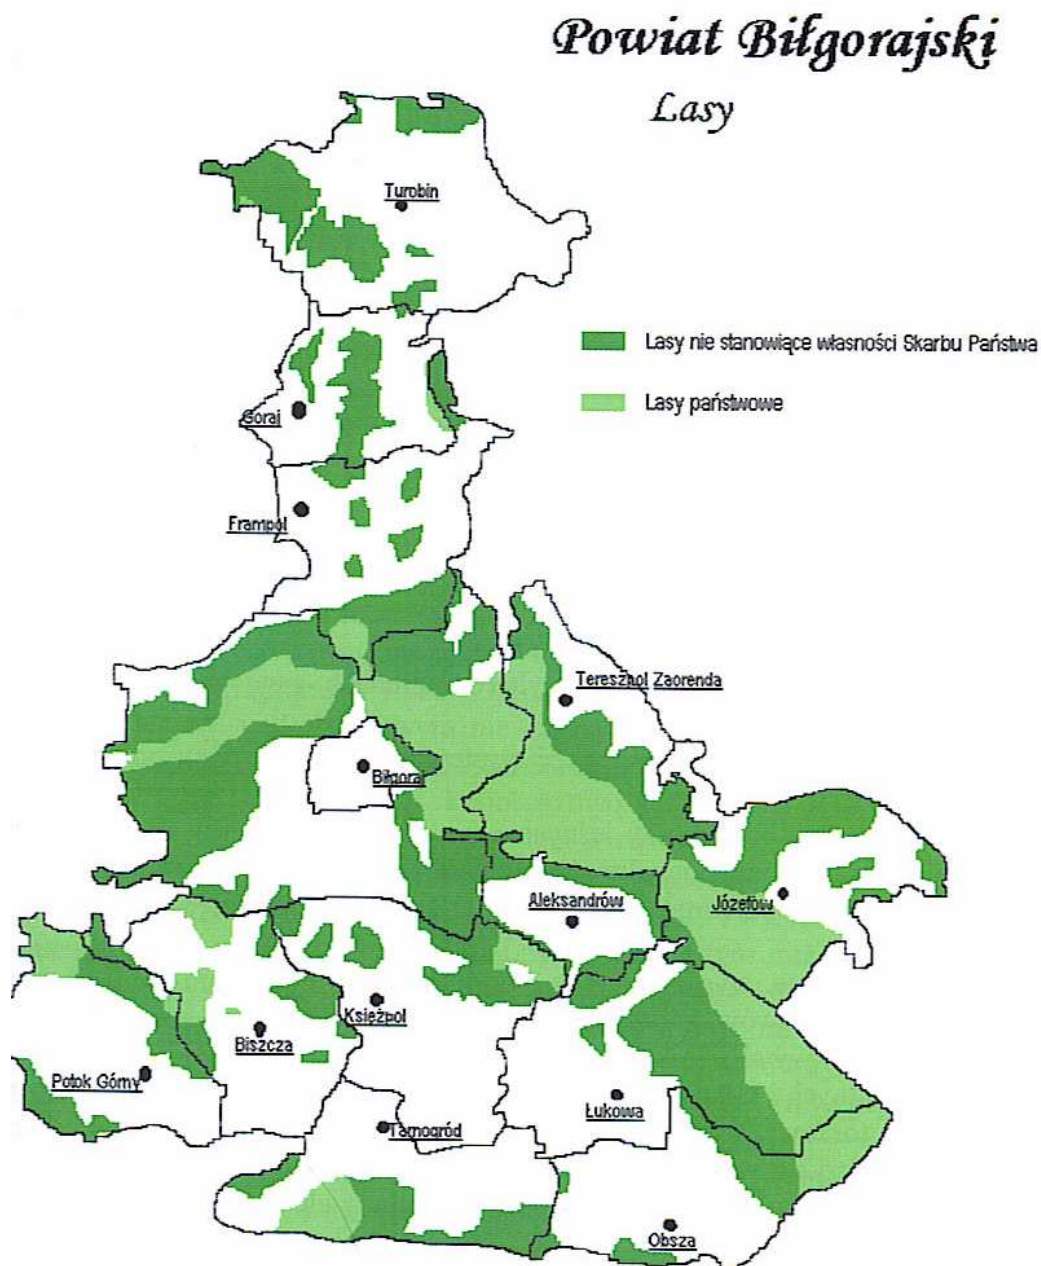 Powiat Biłgorajski
Lasy
Turobin
Lasy nie stanowiące własności Skarbu Państwa
Lasy państwowe
Goraj
Frampol
Tereszpol Zaorenda
Biłgoraj
Aleksandrów
Józefów
Księżpol
Biszcza
Potok Górny
Łukowa
Tarnogród
Obsza